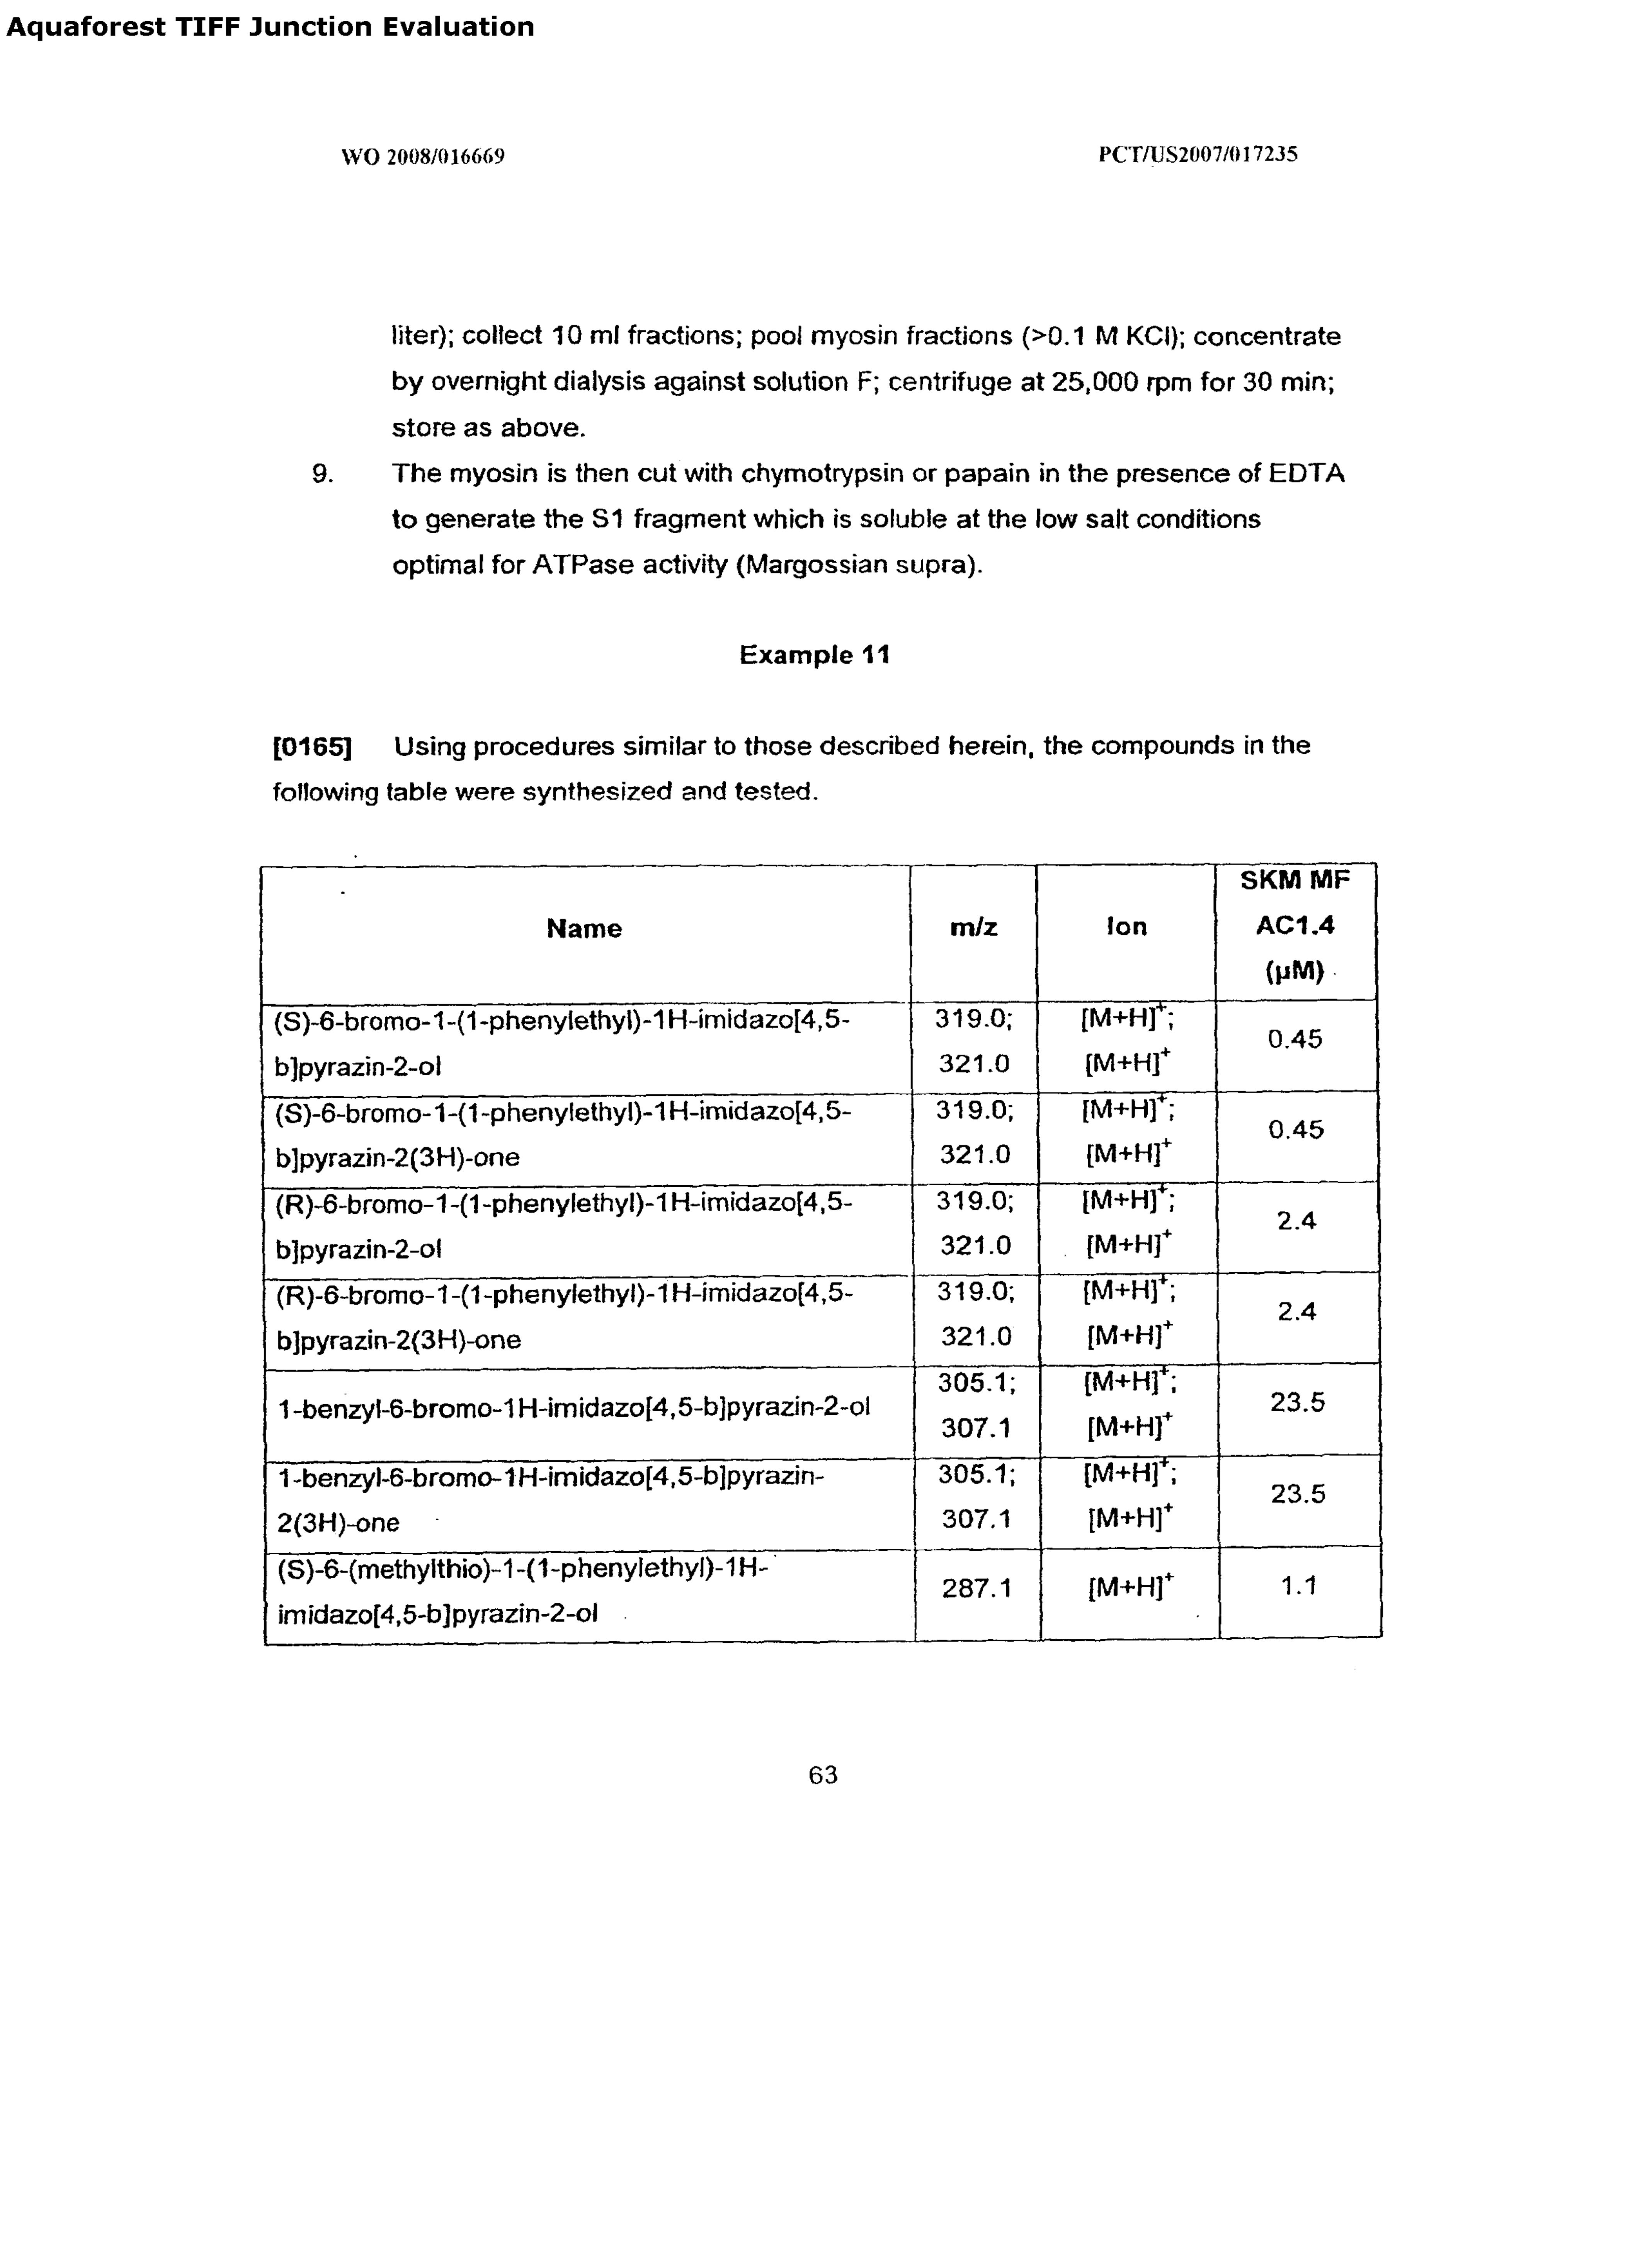 Aquaforest TIFF Junction Evaluation
WO 2008/016669 PCT/US2007/017235
liter); collect 10 ml fractions; pool myosin fractions (>0.1 M KCl); concentrate
by overnight dialysis against solution F; centrifuge at 25,000 rpm for 30 min;
store as above.
9. The myosin is then cut with chymotrypsin or papain in the presence of EDTA
to generate the S1 fragment which is soluble at the low salt conditions
optimal for ATPase activity (Margossian supra).
Example 11
[0165] Using procedures similar to those described herein, the compounds in the
following table were synthesized and tested.
SKM MF
Name m/z Ion AC1.4
(µM)
(S)-6-bromo-1-(1-phenylethyl)-1H-imidazo[4,5- 319.0; [M+H]⁺; 0.45
b]pyrazin-2-ol 321.0 [M+H]⁺
(S)-6-bromo-1-(1-phenylethyl)-1H-imidazo[4,5- 319.0; [M+H]⁺; 0.45
b]pyrazin-2(3H)-one 321.0 [M+H]⁺
(R)-6-bromo-1-(1-phenylethyl)-1H-imidazo[4,5- 319.0; [M+H]⁺; 2.4
b]pyrazin-2-ol 321.0 [M+H]⁺
(R)-6-bromo-1-(1-phenylethyl)-1H-imidazo[4,5- 319.0; [M+H]⁺; 2.4
b]pyrazin-2(3H)-one 321.0 [M+H]⁺
1-benzyl-6-bromo-1H-imidazo[4,5-b]pyrazin-2-ol 305.1; [M+H]⁺; 23.5
307.1 [M+H]⁺
1-benzyl-6-bromo-1H-imidazo[4,5-b]pyrazin- 305.1; [M+H]⁺; 23.5
2(3H)-one 307.1 [M+H]⁺
(S)-6-(methylthio)-1-(1-phenylethyl)-1H- 287.1 [M+H]⁺ 1.1
imidazo[4,5-b]pyrazin-2-ol
63